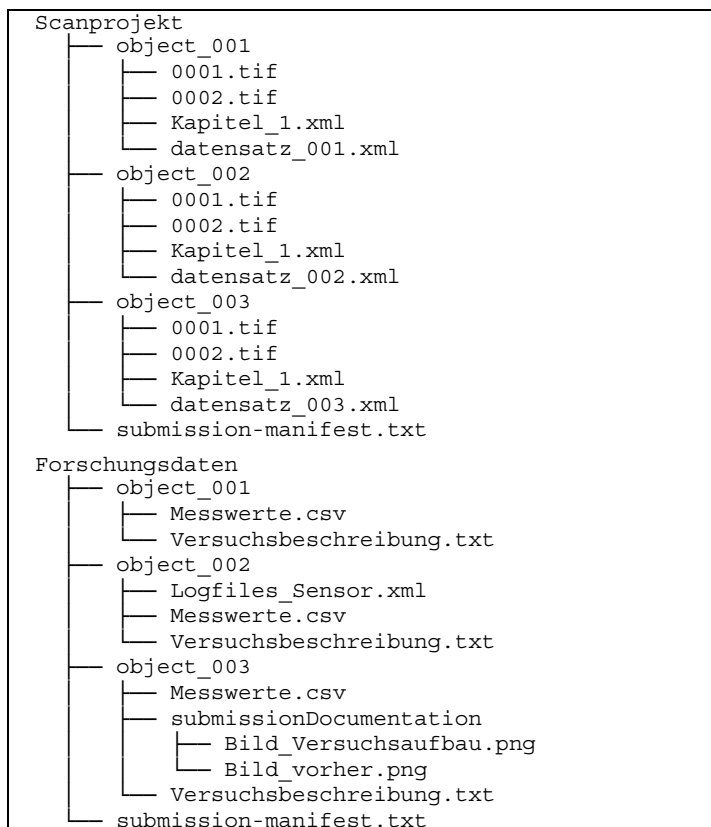 Scanprojekt
├── object_001
│   ├── 0001.tif
│   ├── 0002.tif
│   ├── Kapitel_1.xml
│   └── datensatz_001.xml
├── object_002
│   ├── 0001.tif
│   ├── 0002.tif
│   ├── Kapitel_1.xml
│   └── datensatz_002.xml
├── object_003
│   ├── 0001.tif
│   ├── 0002.tif
│   ├── Kapitel_1.xml
│   └── datensatz_003.xml
└── submission-manifest.txt
Forschungsdaten
├── object_001
│   ├── Messwerte.csv
│   └── Versuchsbeschreibung.txt
├── object_002
│   ├── Logfiles_Sensor.xml
│   ├── Messwerte.csv
│   └── Versuchsbeschreibung.txt
├── object_003
│   ├── Messwerte.csv
│   ├── submissionDocumentation
│   │   ├── Bild_Versuchsaufbau.png
│   │   └── Bild_vorher.png
│   └── Versuchsbeschreibung.txt
└── submission-manifest.txt